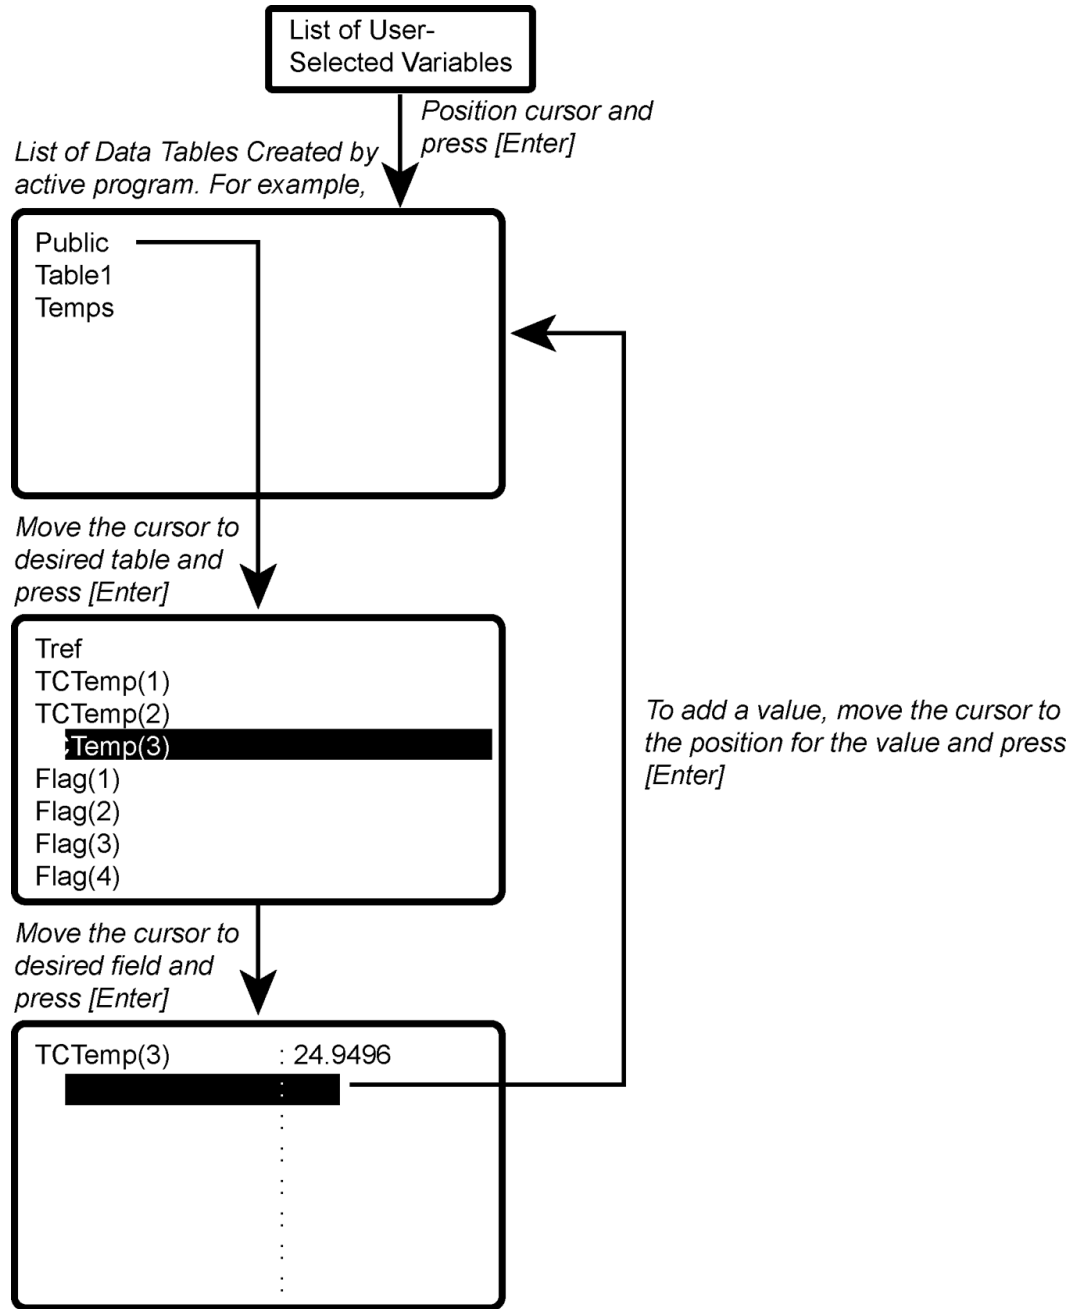 List of User-
Selected Variables
Position cursor and
press [Enter]
List of Data Tables Created by
active program. For example,
Public
Table1
Temps
Move the cursor to
desired table and
press [Enter]
Tref
TCTemp(1)
TCTemp(2)
CTemp(3)
Flag(1)
Flag(2)
Flag(3)
Flag(4)
To add a value, move the cursor to
the position for the value and press
[Enter]
Move the cursor to
desired field and
press [Enter]
TCTemp(3) : 24.9496
:
:
:
:
:
:
: